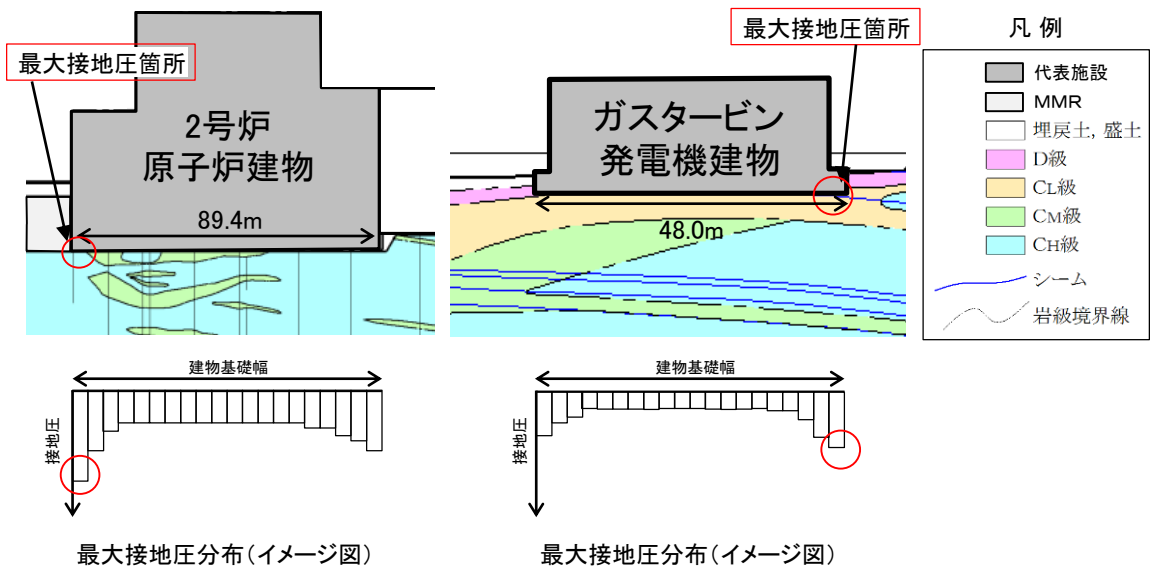 最大接地圧箇所
2号炉
原子炉建物
89.4m
建物基礎幅
接地圧
最大接地圧分布(イメージ図)
最大接地圧箇所
ガスタービン
発電機建物
48.0m
建物基礎幅
接地圧
最大接地圧分布(イメージ図)
凡 例
代表施設
MMR
埋戻土, 盛土
D級
CL級
CM級
CH級
シーム
岩級境界線